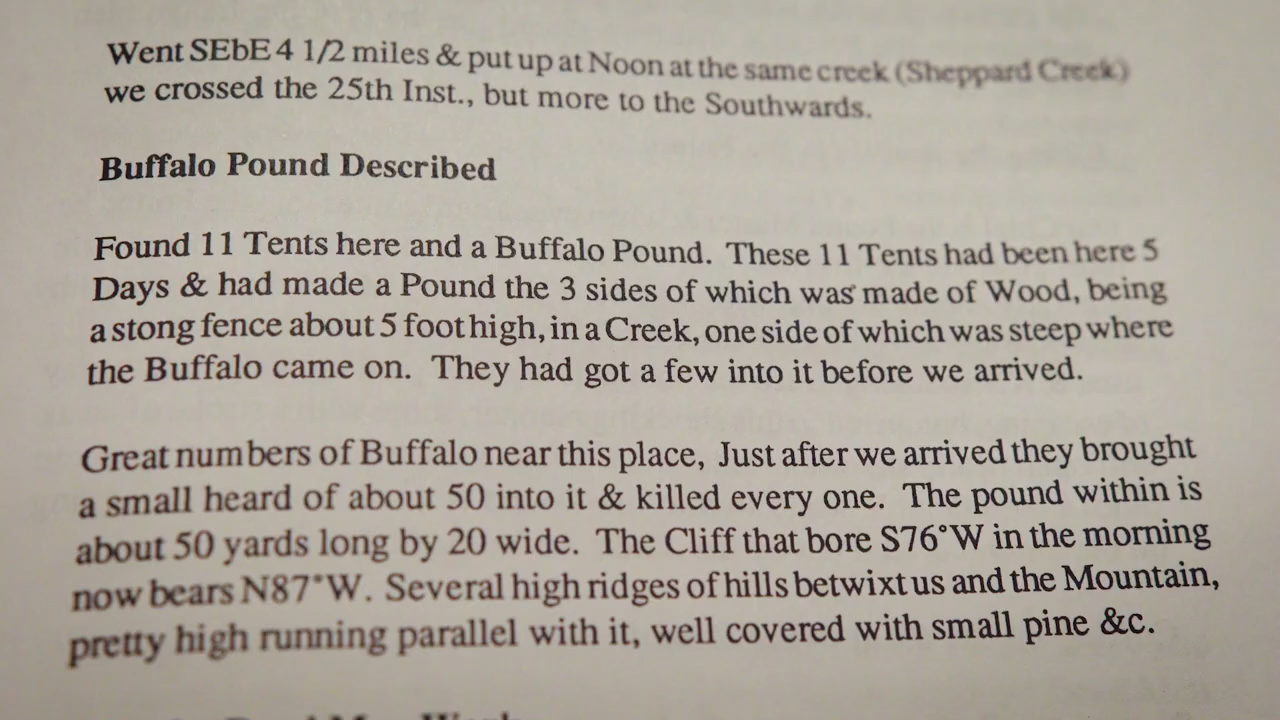 Went SEbE 4 1/2 miles & put up at Noon at the same creek (Sheppard Creek)
we crossed the 25th Inst., but more to the Southwards.
Buffalo Pound Described
Found 11 Tents here and a Buffalo Pound. These 11 Tents had been here 5
Days & had made a Pound the 3 sides of which was made of Wood, being
a stong fence about 5 foot high, in a Creek, one side of which was steep where
the Buffalo came on. They had got a few into it before we arrived.
Great numbers of Buffalo near this place, Just after we arrived they brought
a small heard of about 50 into it & killed every one. The pound within is
about 50 yards long by 20 wide. The Cliff that bore S76°W in the morning
now bears N87°W. Several high ridges of hills betwixt us and the Mountain,
pretty high running parallel with it, well covered with small pine &c.